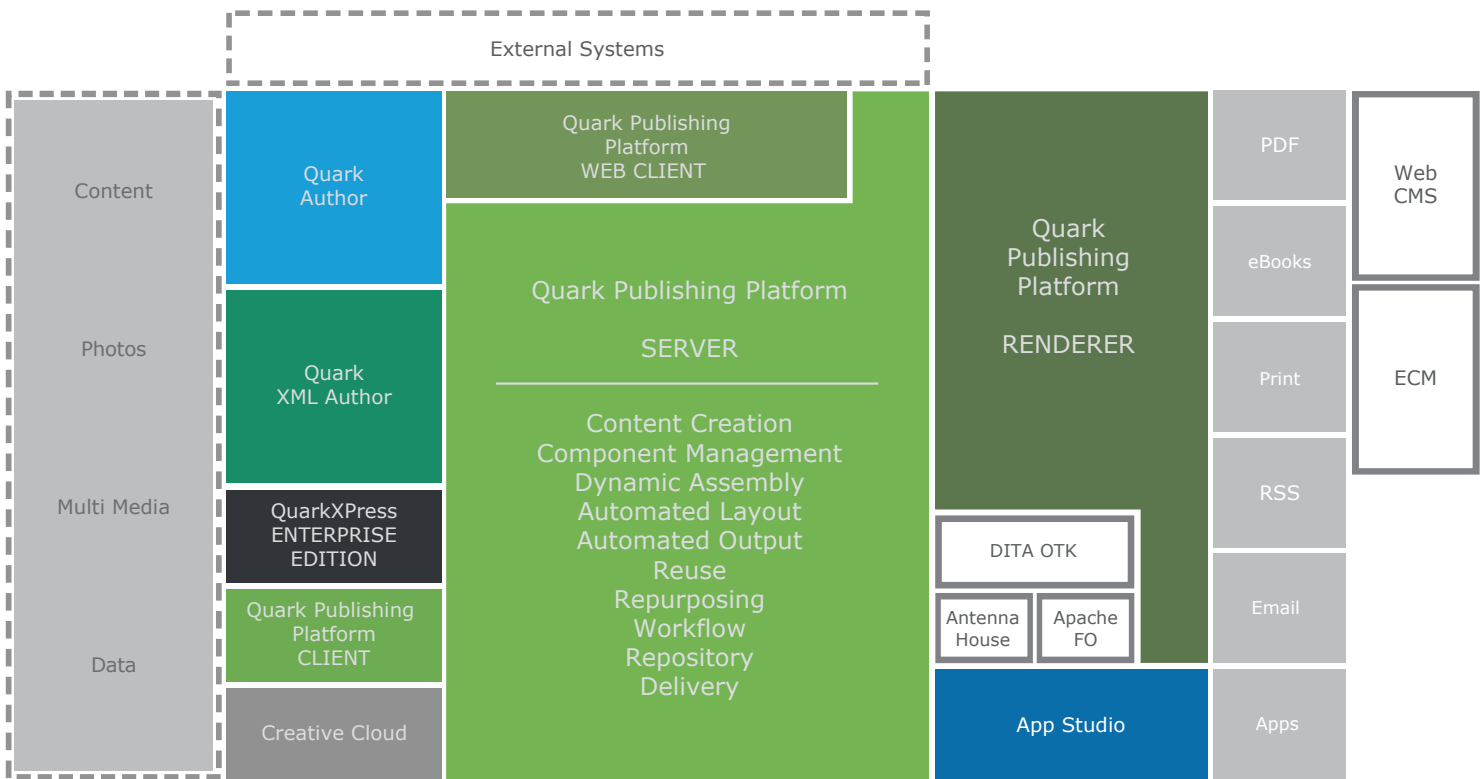 External Systems
Content
Photos
Multi Media
Data
Quark
Author
Quark
XML Author
QuarkXPress
ENTERPRISE
EDITION
Quark Publishing
Platform
CLIENT
Creative Cloud
Quark Publishing
Platform
WEB CLIENT
Quark Publishing Platform
SERVER
Content Creation
Component Management
Dynamic Assembly
Automated Layout
Automated Output
Reuse
Repurposing
Workflow
Repository
Delivery
Quark
Publishing
Platform
RENDERER
DITA OTK
Antenna
House
Apache
FO
App Studio
PDF
eBooks
Print
RSS
Email
Apps
Web
CMS
ECM